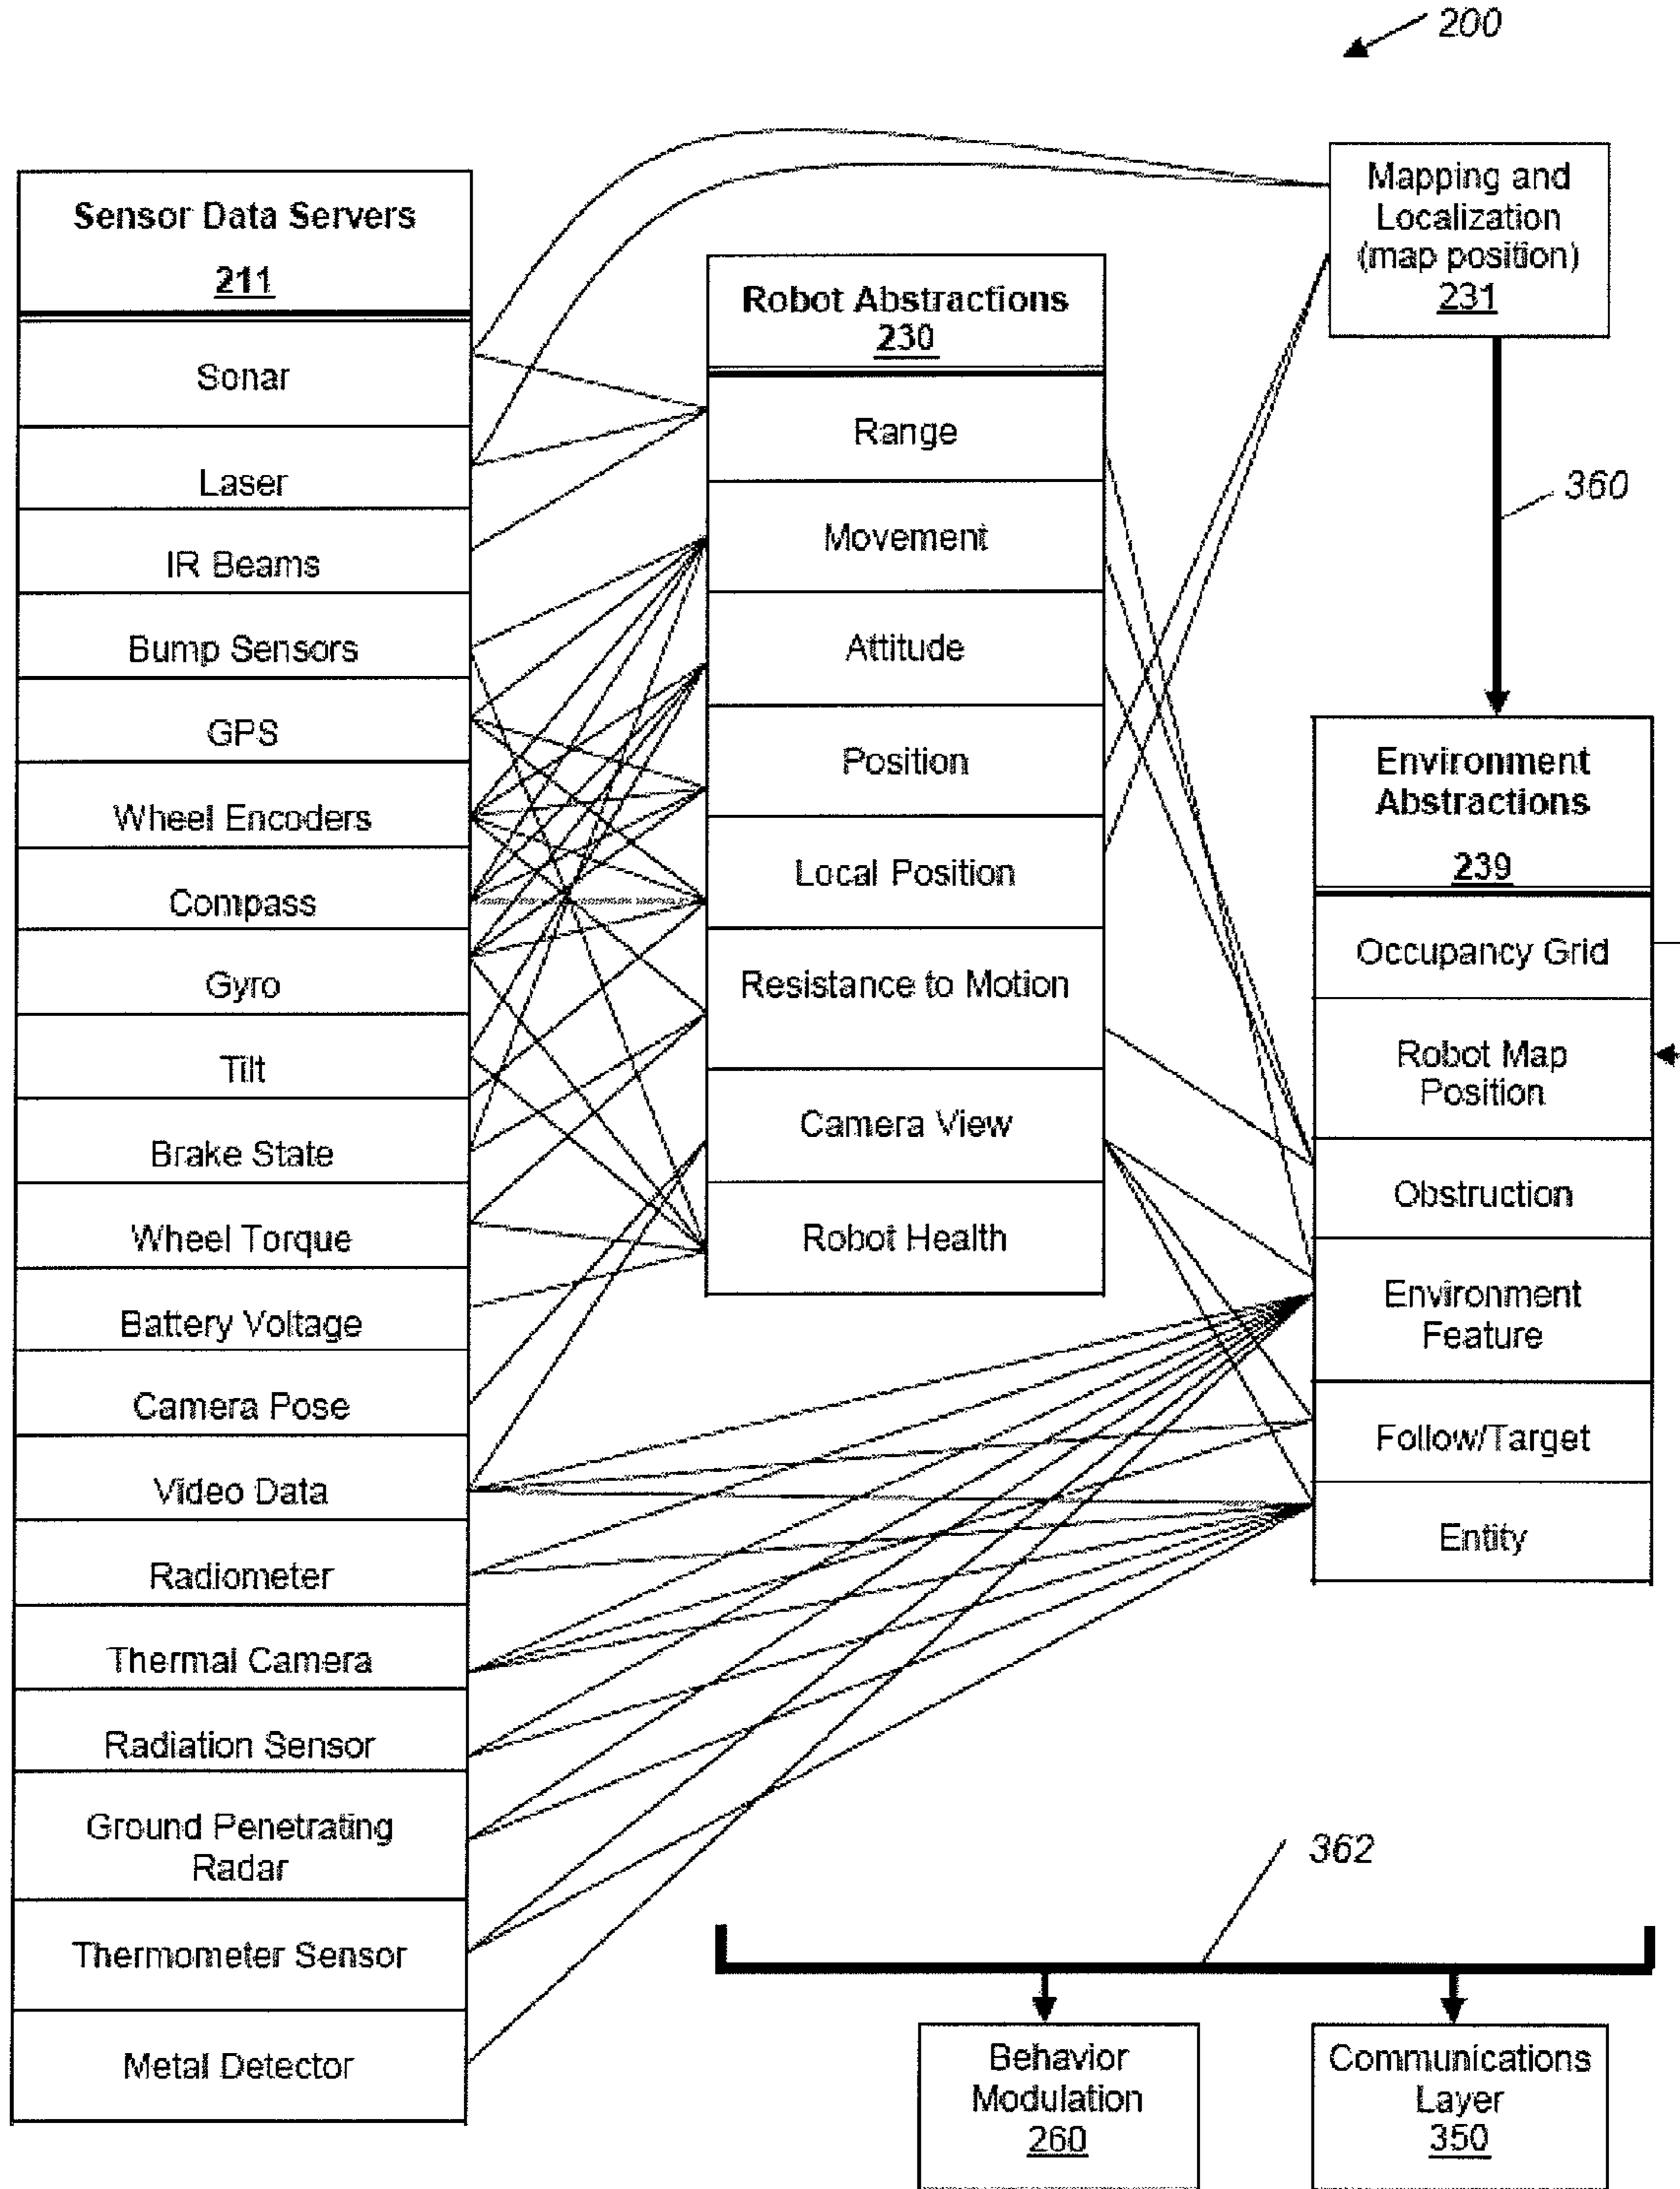 200
Sensor Data Servers
211
Sonar
Laser
IR Beams
Bump Sensors
GPS
Wheel Encoders
Compass
Gyro
Tilt
Brake State
Wheel Torque
Battery Voltage
Camera Pose
Video Data
Radiometer
Thermal Camera
Radiation Sensor
Ground Penetrating
Radar
Thermometer Sensor
Metal Detector
Robot Abstractions
230
Range
Movement
Attitude
Position
Local Position
Resistance to Motion
Camera View
Robot Health
Mapping and
Localization
(map position)
231
360
Environment
Abstractions
239
Occupancy Grid
Robot Map
Position
Obstruction
Environment
Feature
Follow/Target
Entity
362
Behavior
Modulation
260
Communications
Layer
350